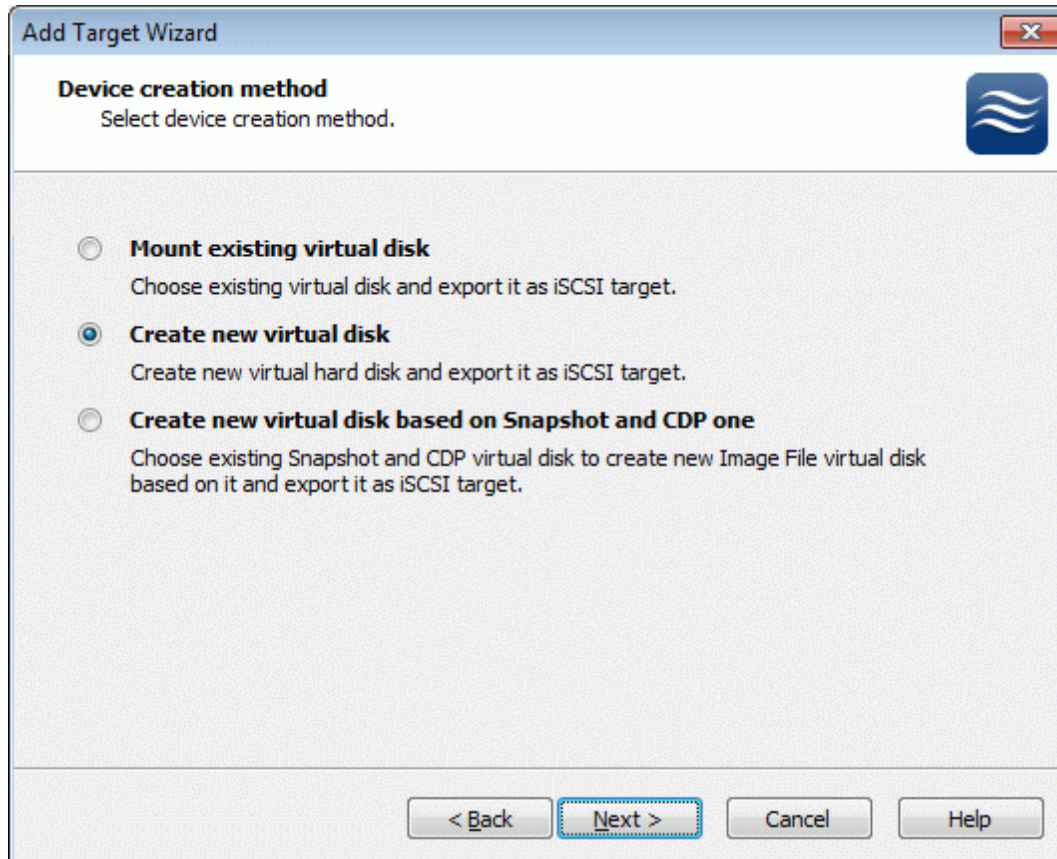 Add Target Wizard
Device creation method
Select device creation method.
Mount existing virtual disk
Choose existing virtual disk and export it as iSCSI target.
Create new virtual disk
Create new virtual hard disk and export it as iSCSI target.
Create new virtual disk based on Snapshot and CDP one
Choose existing Snapshot and CDP virtual disk to create new Image File virtual disk
based on it and export it as iSCSI target.
< Back Next > Cancel Help